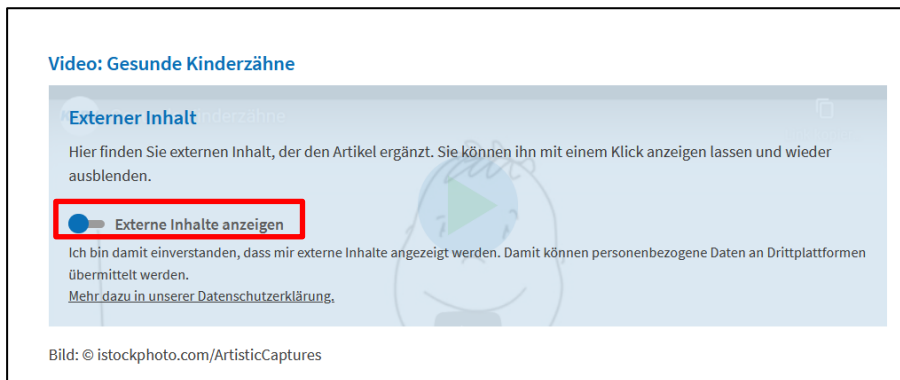 Video: Gesunde Kinderzähne
Externer Inhalt
Hier finden Sie externen Inhalt, der den Artikel ergänzt. Sie können ihn mit einem Klick anzeigen lassen und wieder
ausblenden.
Externe Inhalte anzeigen
Ich bin damit einverstanden, dass mir externe Inhalte angezeigt werden. Damit können personenbezogene Daten an Drittplattformen
übermittelt werden.
Mehr dazu in unserer Datenschutzerklärung.
Bild: © istockphoto.com/ArtisticCaptures